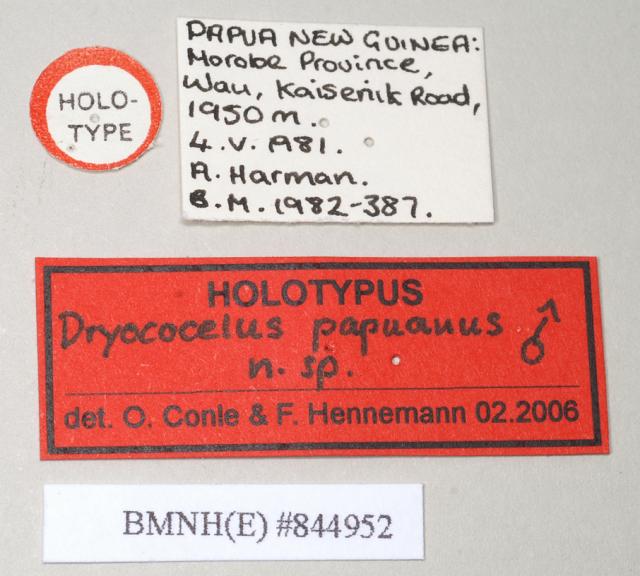 HOLO-
TYPE
PAPUA NEW GUINEA:
Morobe Province,
Wau, Kaisenik Road,
1950m.
4.V.1981.
A. Harman.
B.M. 1982-387.
HOLOTYPUS
Dryococelus papuanus ♂
n. sp.
det. O. Conle & F. Hennemann 02.2006
BMNH(E) #844952